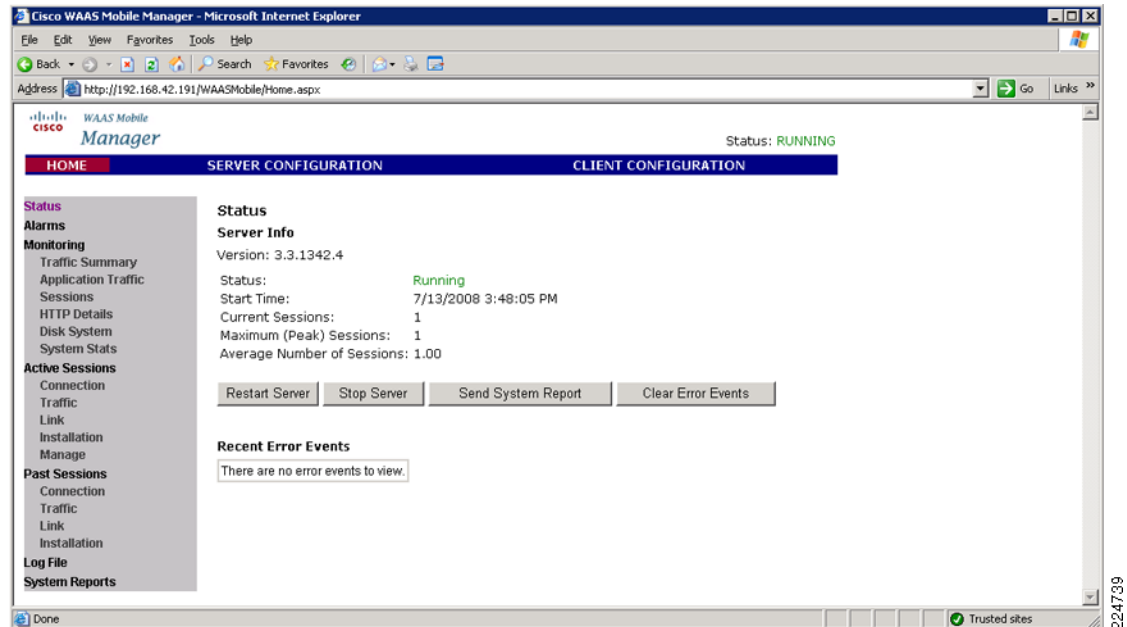 Cisco WAAS Mobile Manager - Microsoft Internet Explorer
File Edit View Favorites Tools Help
Back Search Favorites
Address http://192.168.42.191/WAASMobile/Home.aspx Go Links »
CISCO WAAS Mobile Manager
Status: RUNNING
HOME SERVER CONFIGURATION CLIENT CONFIGURATION
Status
Alarms
Monitoring
Traffic Summary
Application Traffic
Sessions
HTTP Details
Disk System
System Stats
Active Sessions
Connection
Traffic
Link
Installation
Manage
Past Sessions
Connection
Traffic
Link
Installation
Log File
System Reports
Status
Server Info
Version: 3.3.1342.4
Status: Running
Start Time: 7/13/2008 3:48:05 PM
Current Sessions: 1
Maximum (Peak) Sessions: 1
Average Number of Sessions: 1.00
Restart Server Stop Server Send System Report Clear Error Events
Recent Error Events
There are no error events to view.
Done Trusted sites
224739